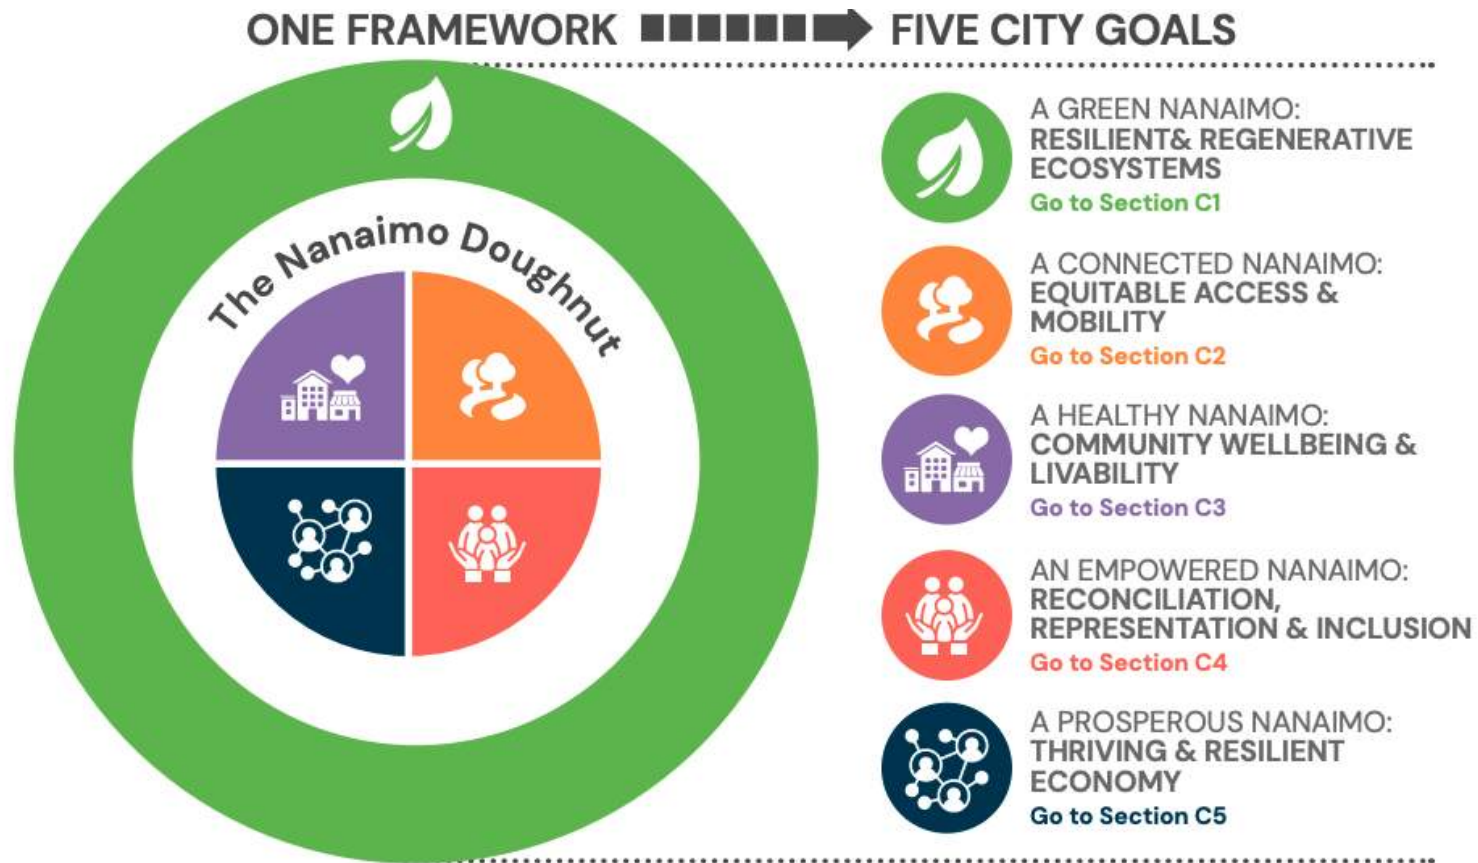 ONE FRAMEWORK
FIVE CITY GOALS
The Nanaimo Doughnut
A GREEN NANAIMO:
RESILIENT& REGENERATIVE
ECOSYSTEMS
Go to Section C1
A CONNECTED NANAIMO:
EQUITABLE ACCESS &
MOBILITY
Go to Section C2
A HEALTHY NANAIMO:
COMMUNITY WELLBEING &
LIVABILITY
Go to Section C3
AN EMPOWERED NANAIMO:
RECONCILIATION,
REPRESENTATION & INCLUSION
Go to Section C4
A PROSPEROUS NANAIMO:
THRIVING & RESILIENT
ECONOMY
Go to Section C5